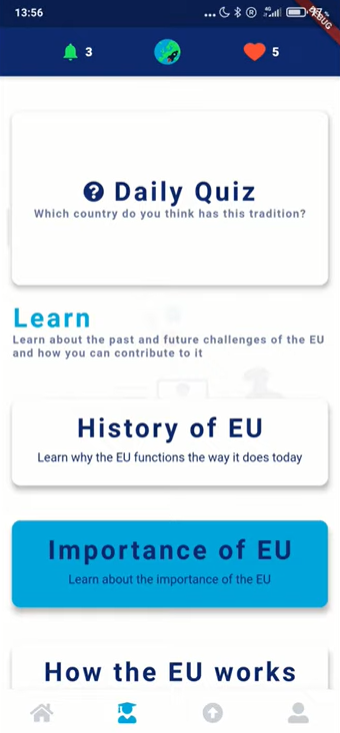 13:56
4G
DEBUG
3
5
Daily Quiz
Which country do you think has this tradition?
Learn
Learn about the past and future challenges of the EU
and how you can contribute to it
History of EU
Learn why the EU functions the way it does today
Importance of EU
Learn about the importance of the EU
How the EU works